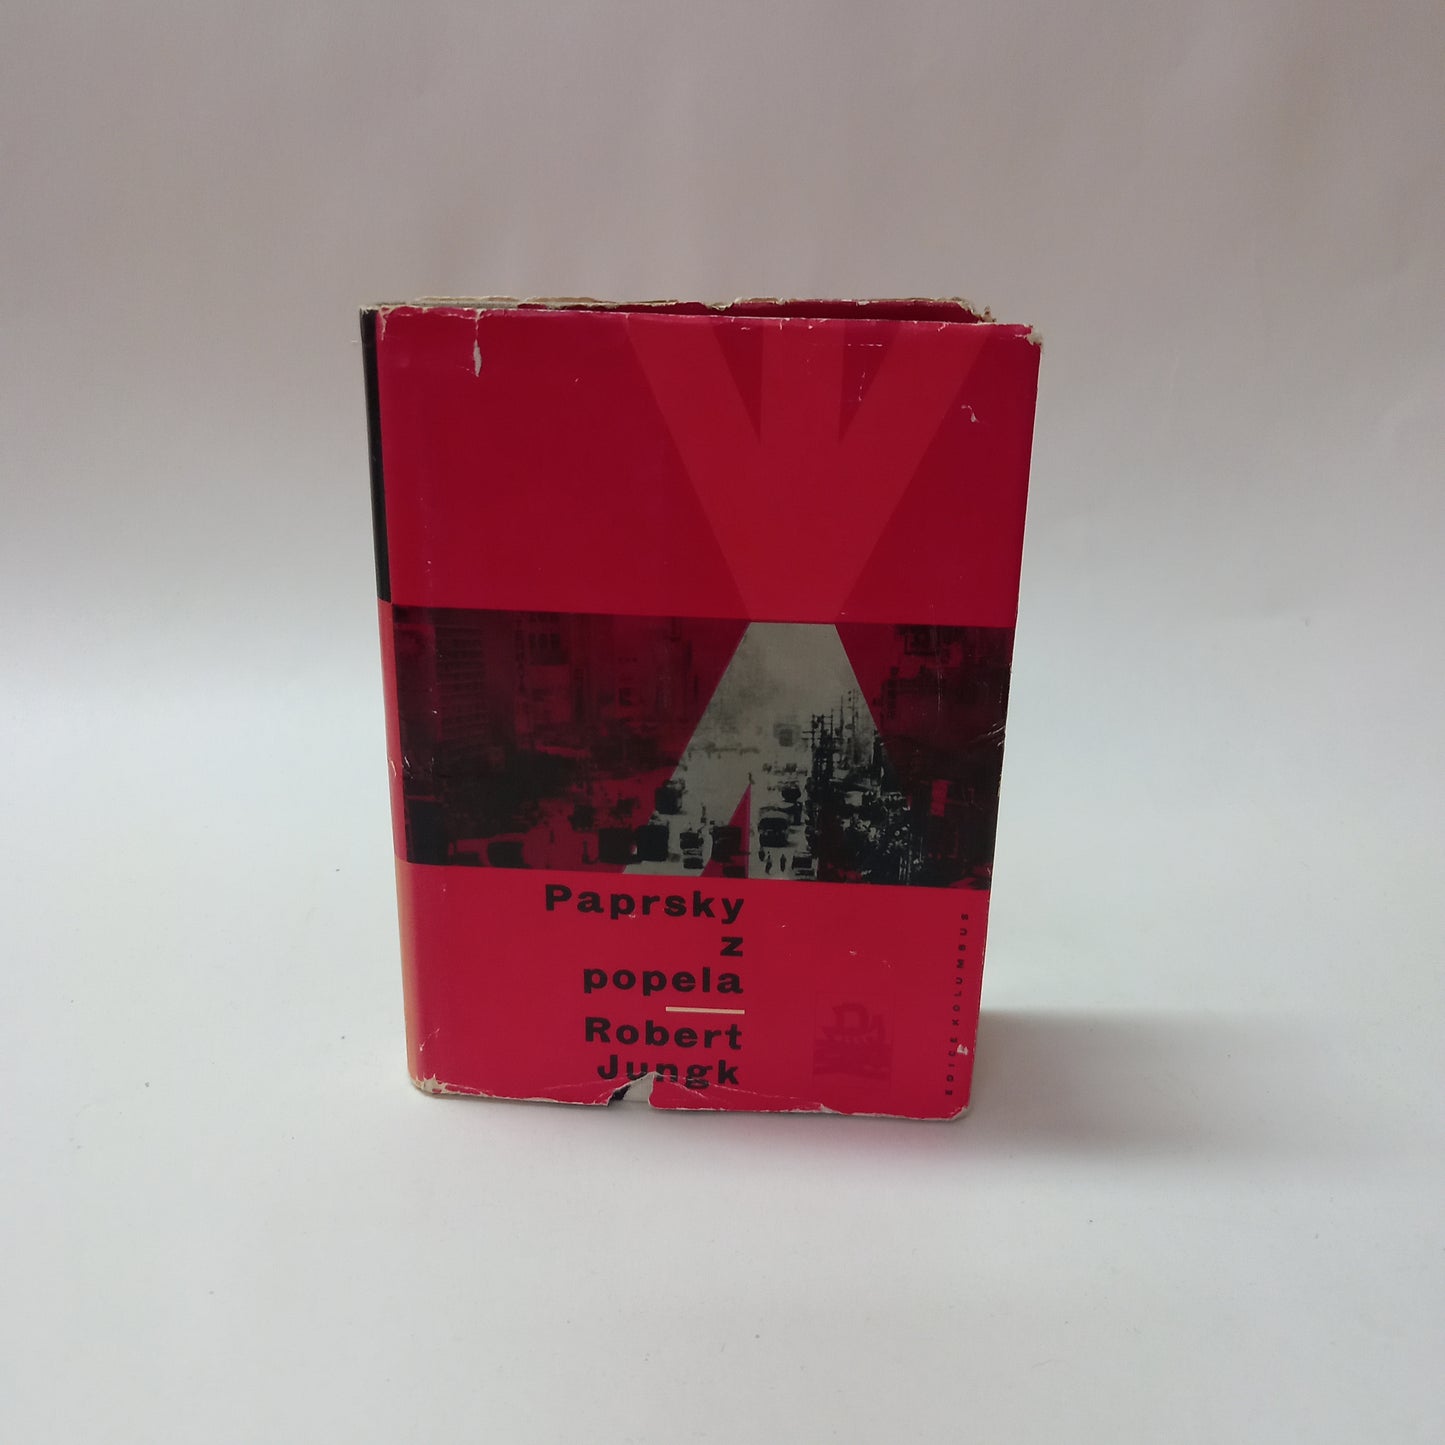 Paprsky
z
popela
Robert
Jungk
EDICE KOLUMBUS